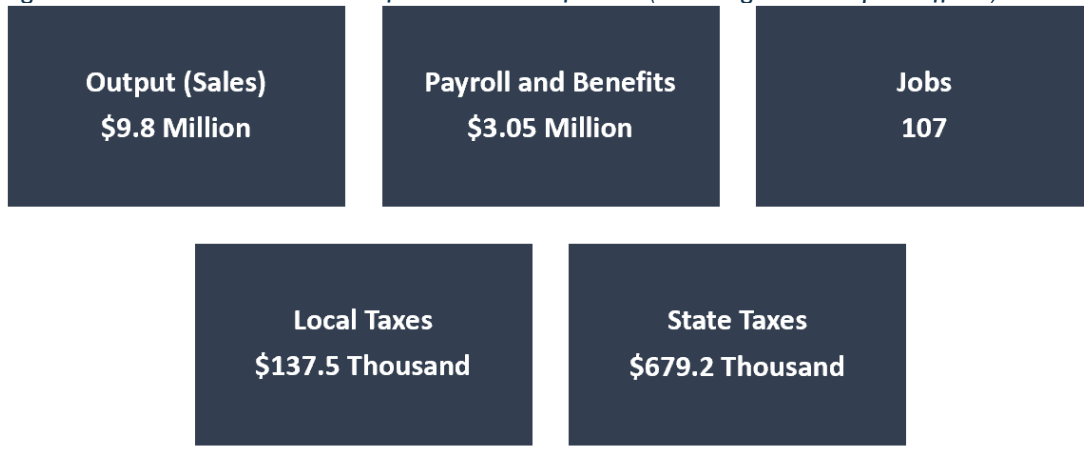 Output (Sales)
$9.8 Million
Payroll and Benefits
$3.05 Million
Jobs
107
Local Taxes
$137.5 Thousand
State Taxes
$679.2 Thousand